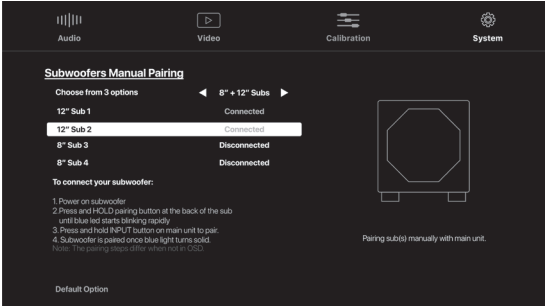 Audio
Video
Calibration
System
Subwoofers Manual Pairing
Choose from 3 options 8" + 12" Subs
12" Sub 1 Connected
12" Sub 2 Connected
8" Sub 3 Disconnected
8" Sub 4 Disconnected
To connect your subwoofer:
1. Power on subwoofer
2.Press and HOLD pairing button at the back of the sub
until blue led starts blinking rapidly
3. Press and hold INPUT button on main unit to pair.
4. Subwoofer is paired once blue light turns solid.
Note: The pairing steps differ when not in OSD.
Pairing sub(s) manually with main unit.
Default Option